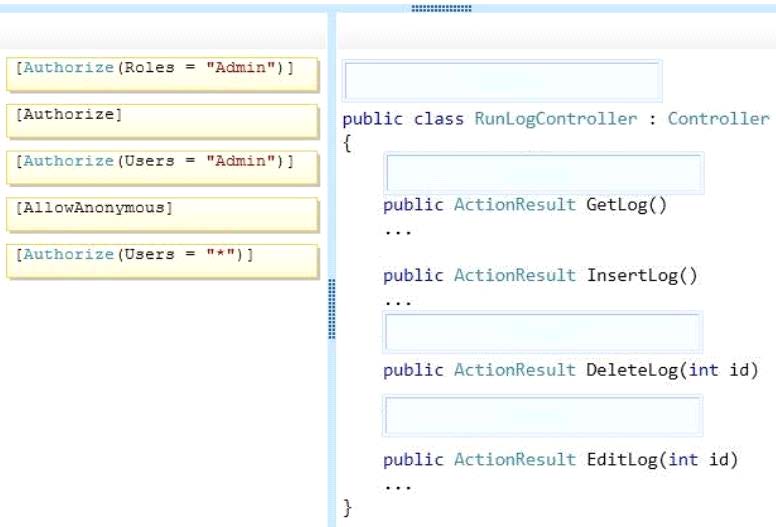 [Authorize(Roles = "Admin")]
[Authorize]
[Authorize(Users = "Admin")]
[AllowAnonymous]
[Authorize(Users = "*")]
public class RunLogController : Controller
{
public ActionResult GetLog()
...
public ActionResult InsertLog()
...
public ActionResult DeleteLog(int id)
public ActionResult EditLog(int id)
...
}